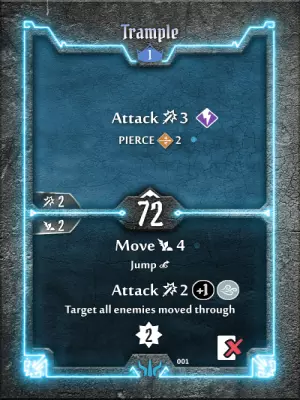 Trample
1
Attack 3
PIERCE 2
2
72
2
Move 4
Jump
Attack 2 +1
Target all enemies moved through
2
001